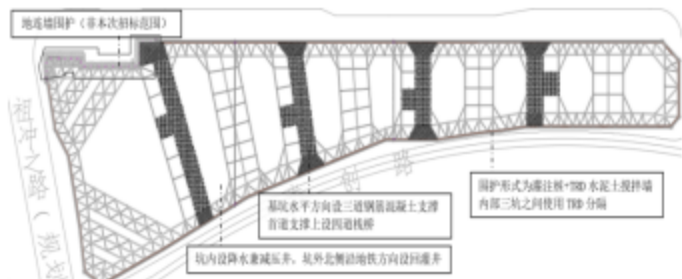 地连墙围护（非本次招标范围）
围护形式为灌注桩+TRD水泥土搅拌墙
内部三坑之间使用TRD分隔
基坑水平方向设三道钢筋混凝土支撑
首道支撑上设四道栈桥
坑内设降水兼减压井，坑外北侧沿地铁方向设回灌井
路